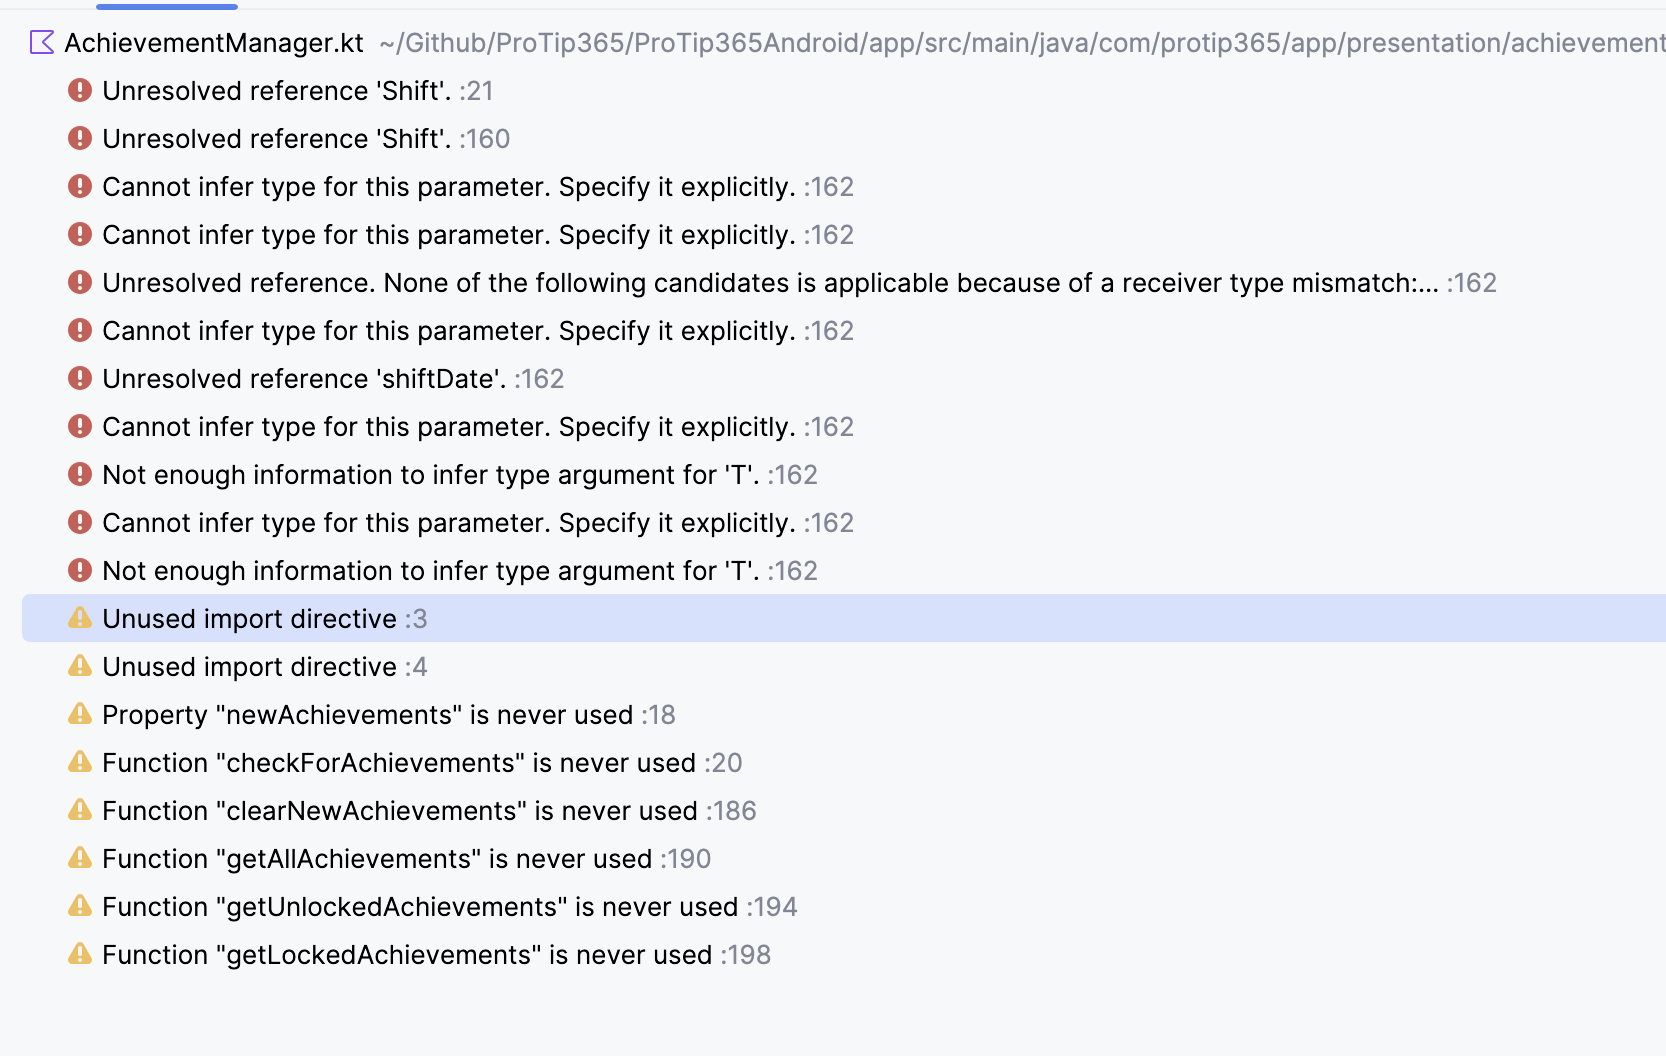 AchievementManager.kt ~/Github/ProTip365/ProTip365Android/app/src/main/java/com/protip365/app/presentation/achievement
Unresolved reference 'Shift'. :21
Unresolved reference 'Shift'. :160
Cannot infer type for this parameter. Specify it explicitly. :162
Cannot infer type for this parameter. Specify it explicitly. :162
Unresolved reference. None of the following candidates is applicable because of a receiver type mismatch:... :162
Cannot infer type for this parameter. Specify it explicitly. :162
Unresolved reference 'shiftDate'. :162
Cannot infer type for this parameter. Specify it explicitly. :162
Not enough information to infer type argument for 'T'. :162
Cannot infer type for this parameter. Specify it explicitly. :162
Not enough information to infer type argument for 'T'. :162
Unused import directive :3
Unused import directive :4
Property "newAchievements" is never used :18
Function "checkForAchievements" is never used :20
Function "clearNewAchievements" is never used :186
Function "getAllAchievements" is never used :190
Function "getUnlockedAchievements" is never used :194
Function "getLockedAchievements" is never used :198